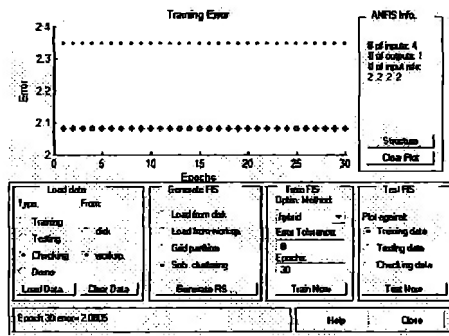 Training Error
2.4
2.3
2.2
2.1
2
0
5
10
15
20
25
30
Error
Epochs
ANFIS Info.
# of inputs: 4
# of outputs: 1
# of input mfs:
2 2 2 2
Structure
Clear Plot
Load data
Type:
From:
Training
Testing
Checking
Demo
disk
worksp.
Load Data...
Clear Data
Generate FIS
Load from disk
Load from worksp.
Grid partition
Sub. clustering
Generate FIS ...
Train FIS
Optim. Method:
hybrid
Error Tolerance:
0
Epochs:
30
Train Now
Test FIS
Plot against:
Training data
Testing data
Checking data
Test Now
Epoch 30:error= 2.0805
Help
Close